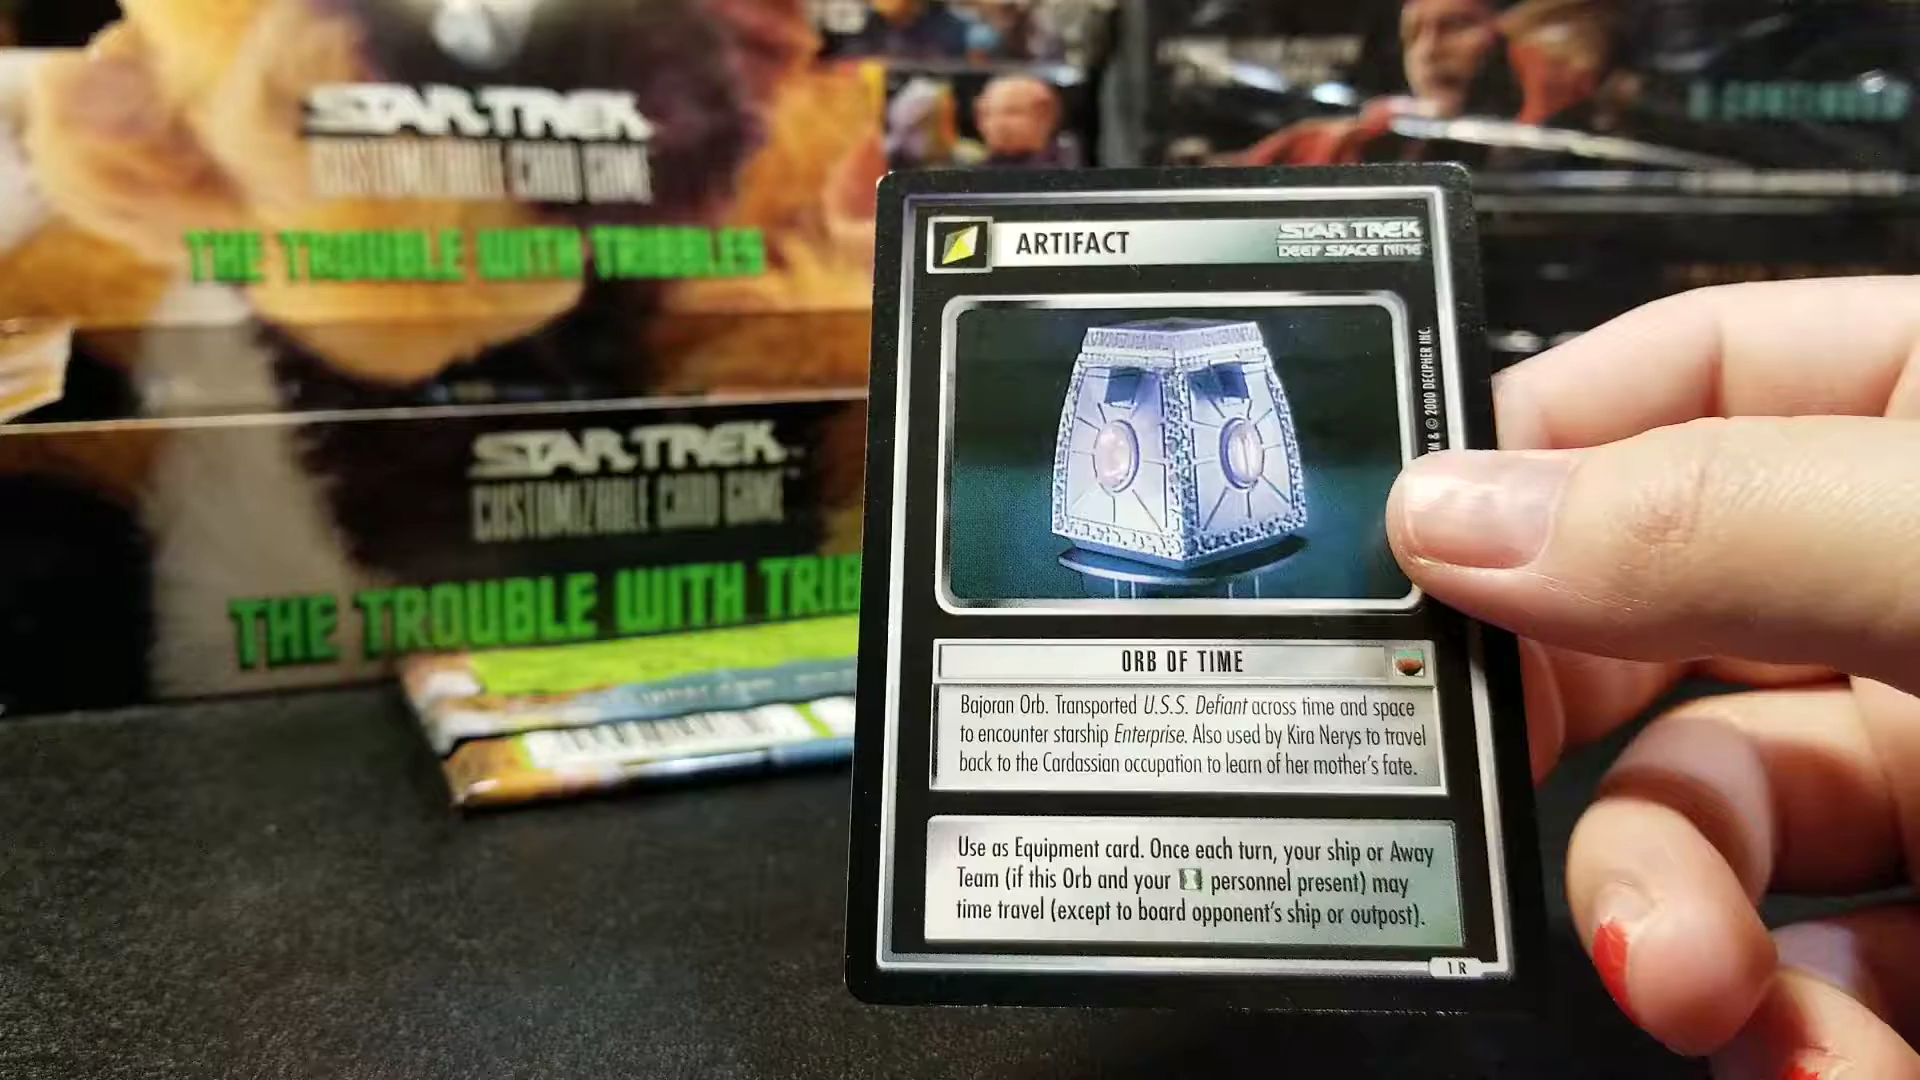 STAR TREK
CUSTOMIZABLE CARD GAME
THE TROUBLE WITH TRIBBLES
STAR TREK
CUSTOMIZABLE CARD GAME
THE TROUBLE WITH TRIB
ARTIFACT
STAR TREK
DEEP SPACE NINE
& © 2000 DECIPHER INC.
ORB OF TIME
Bajoran Orb. Transported U.S.S. Defiant across time and space
to encounter starship Enterprise. Also used by Kira Nerys to travel
back to the Cardassian occupation to learn of her mother's fate.
Use as Equipment card. Once each turn, your ship or Away
Team (if this Orb and your personnel present) may
time travel (except to board opponent's ship or outpost).
1 R